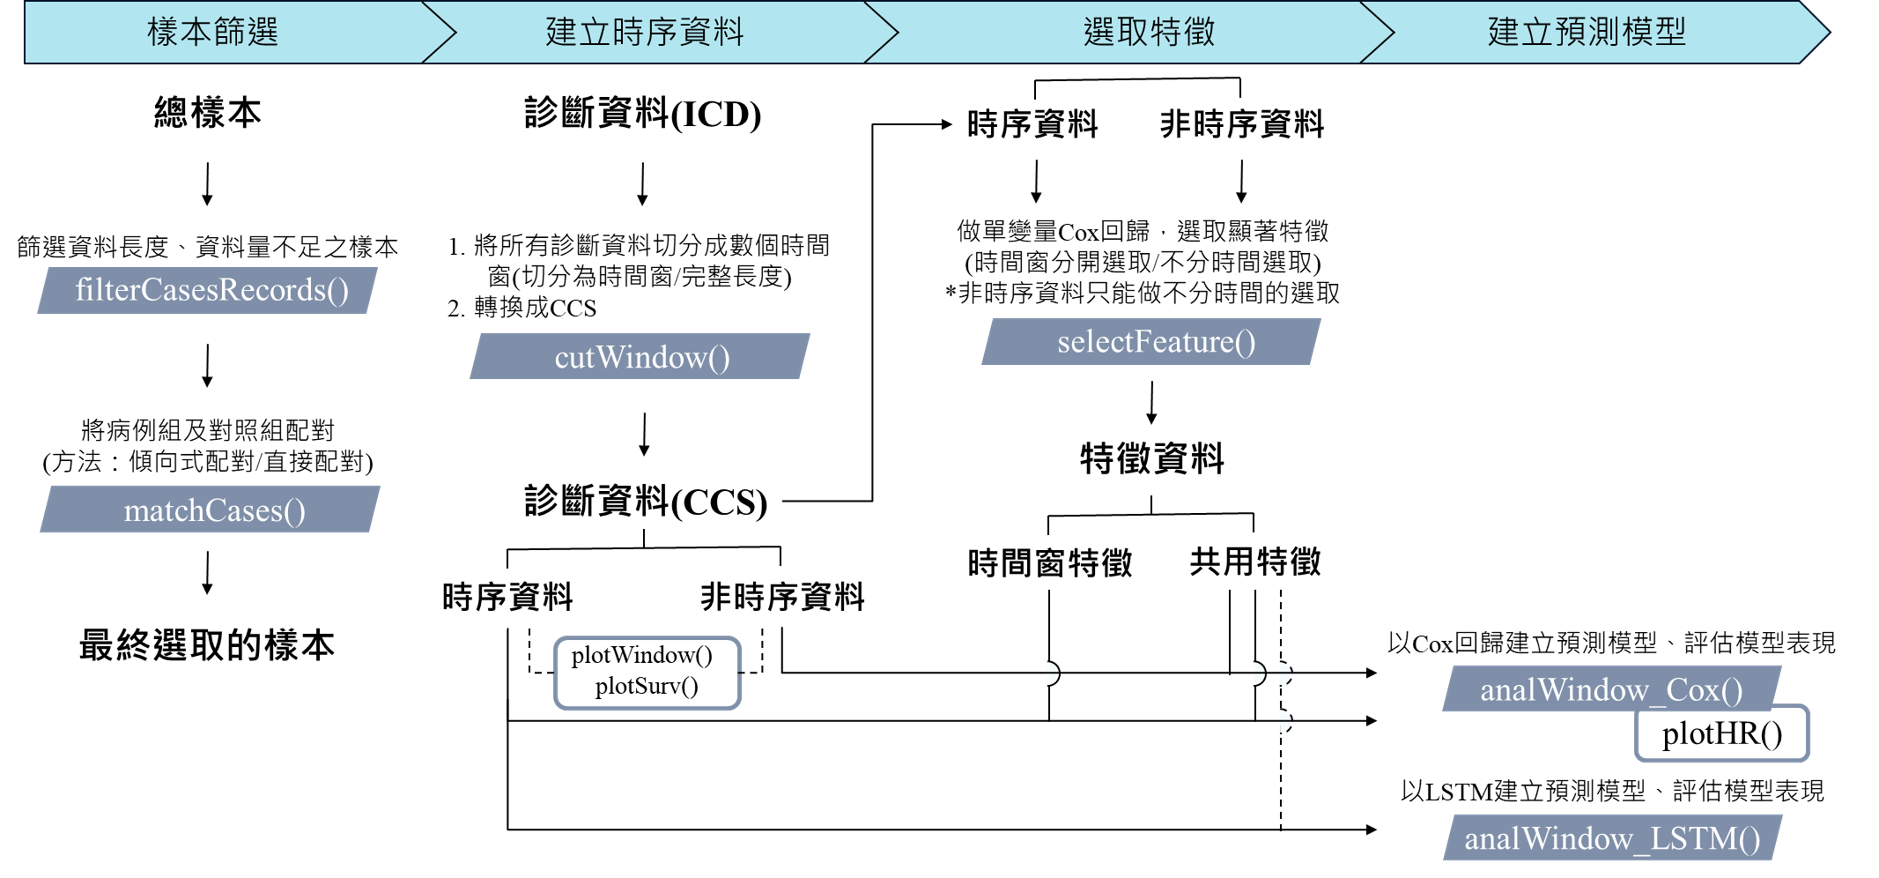 樣本篩選
建立時序資料
選取特徵
建立預測模型
總樣本
篩選資料長度、資料量不足之樣本
filterCasesRecords()
將病例組及對照組配對
(方法：傾向式配對/直接配對)
matchCases()
最終選取的樣本
診斷資料(ICD)
1. 將所有診斷資料切分成數個時間
窗(切分為時間窗/完整長度)
2. 轉換成CCS
cutWindow()
診斷資料(CCS)
時序資料
非時序資料
plotWindow()
plotSurv()
時序資料
非時序資料
做單變量Cox回歸，選取顯著特徵
(時間窗分開選取/不分時間選取)
*非時序資料只能做不分時間的選取
selectFeature()
特徵資料
時間窗特徵
共用特徵
以Cox回歸建立預測模型、評估模型表現
analWindow_Cox()
plotHR()
以LSTM建立預測模型、評估模型表現
analWindow_LSTM()